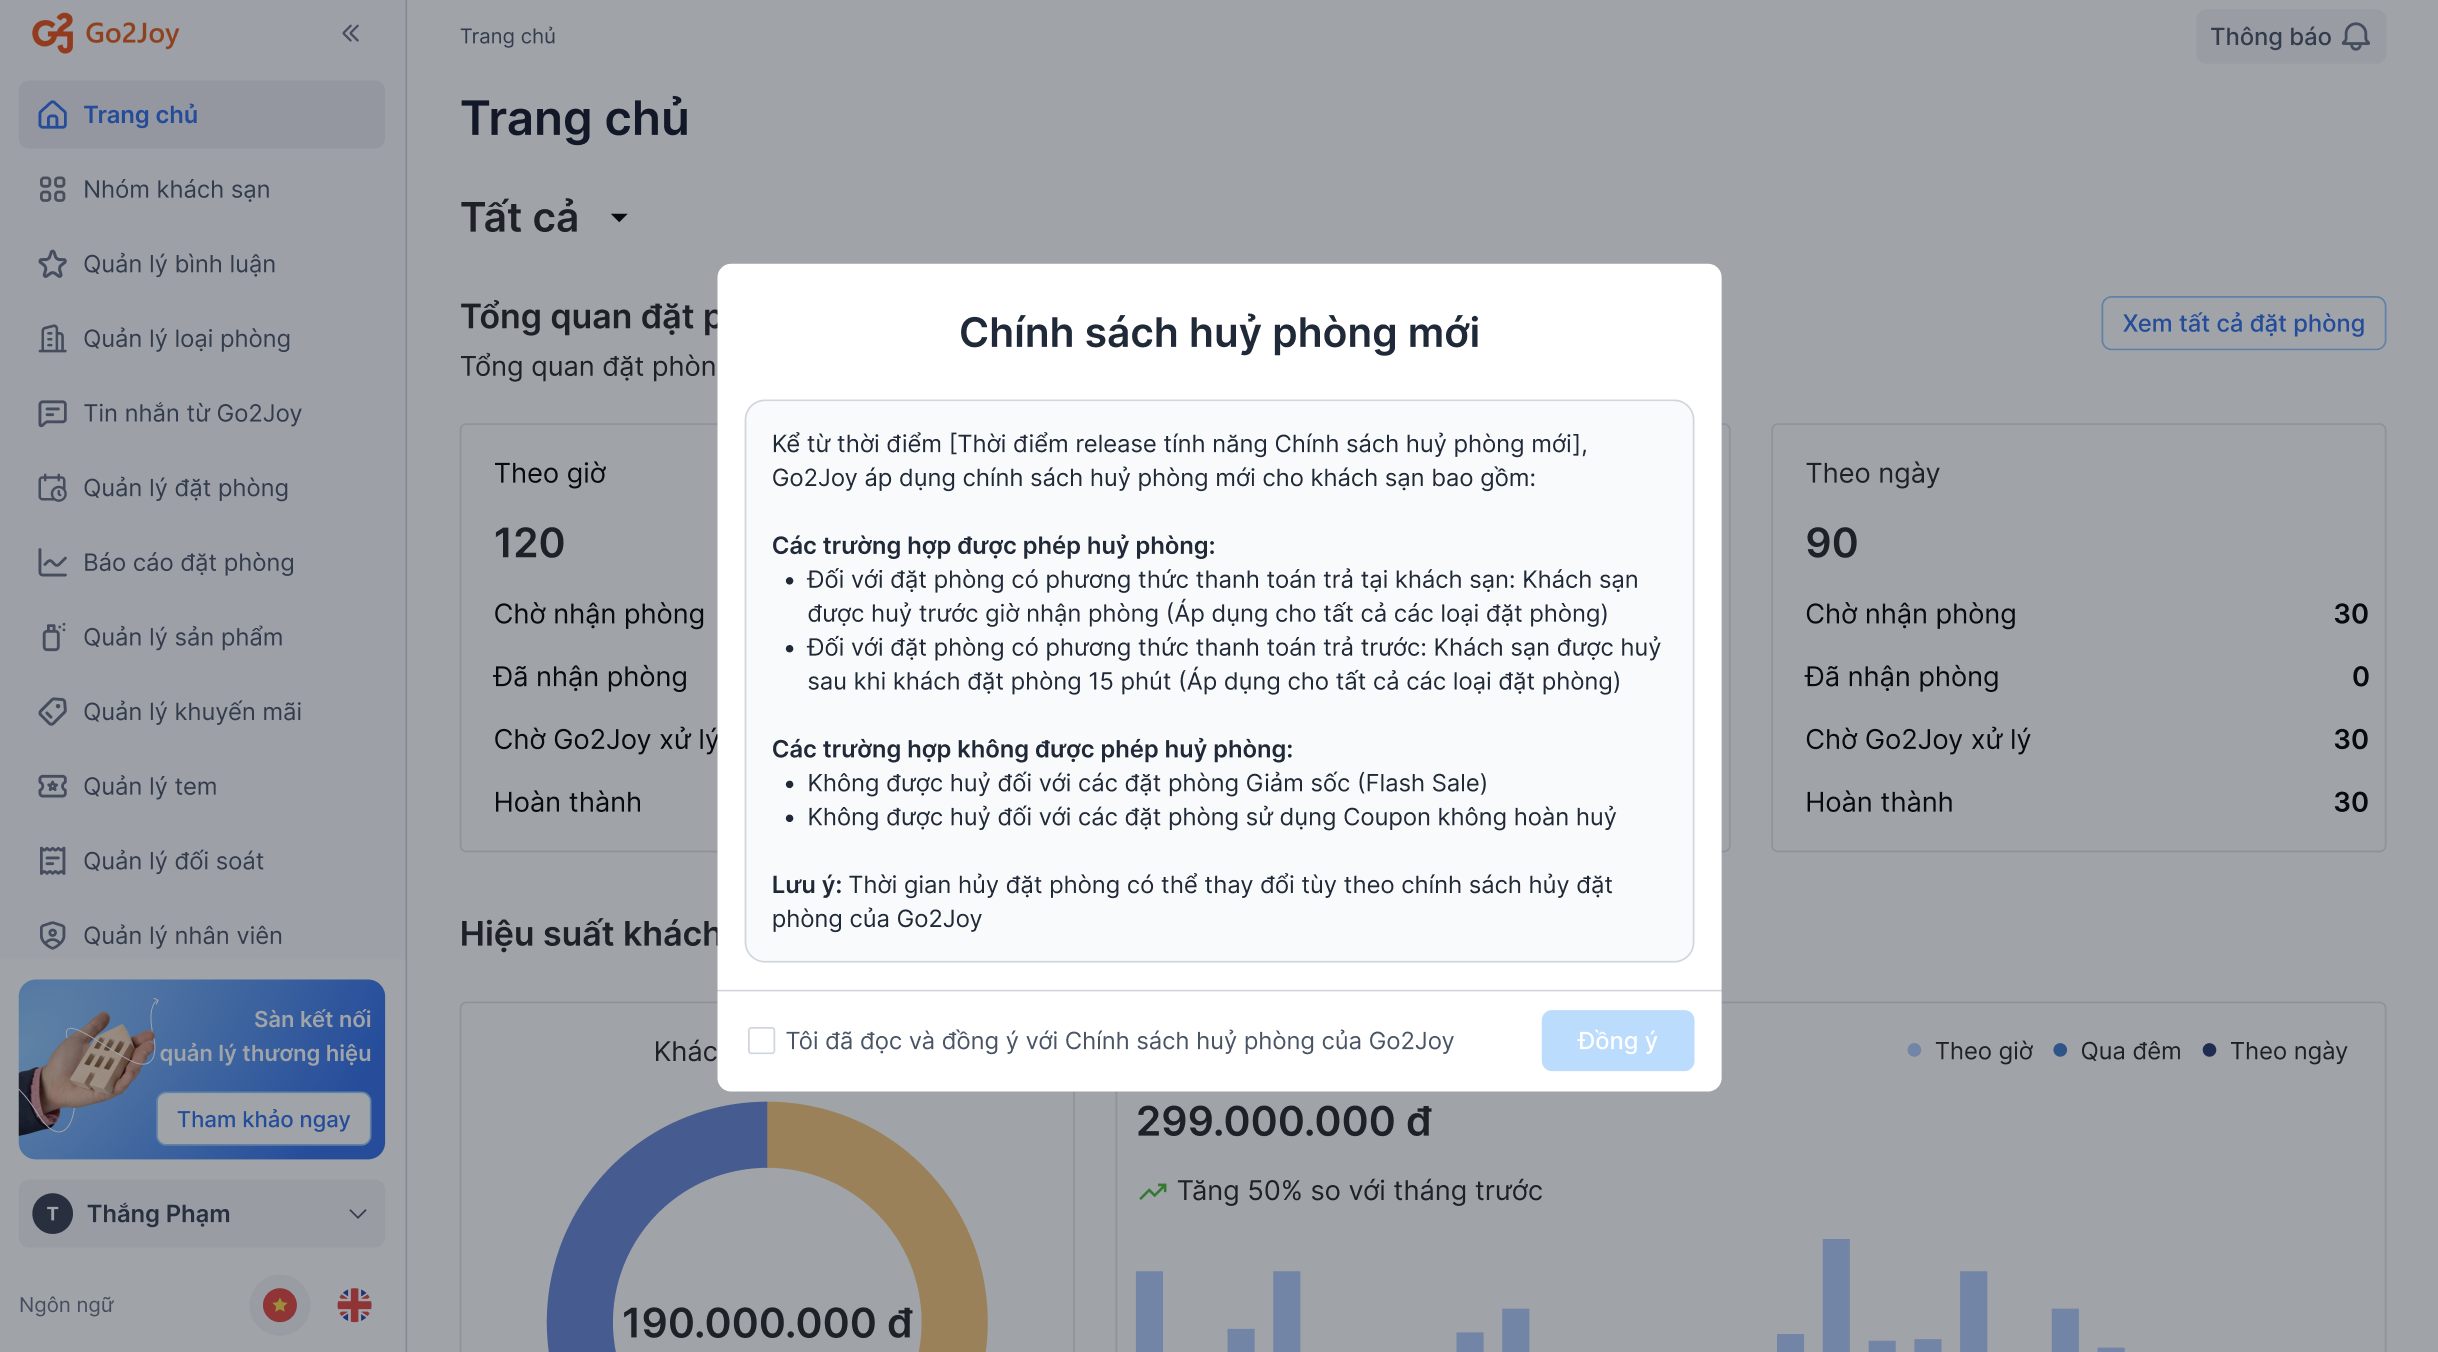 Go2Joy
Trang chủ
Nhóm khách sạn
Quản lý bình luận
Quản lý loại phòng
Tin nhắn từ Go2Joy
Quản lý đặt phòng
Báo cáo đặt phòng
Quản lý sản phẩm
Quản lý khuyến mãi
Quản lý tem
Quản lý đối soát
Quản lý nhân viên
Sàn kết nối
quản lý thương hiệu
Tham khảo ngay
T
Thắng Phạm
Ngôn ngữ
Trang chủ
Thông báo
Trang chủ
Tất cả
Tổng quan đặt
Tổng quan đặt
Xem tất cả đặt phòng
Theo giờ
120
Chờ nhận phòng
Đã nhận phòng
Chờ Go2Joy xử lý
Hoàn thành
Theo ngày
90
Chờ nhận phòng 30
Đã nhận phòng 0
Chờ Go2Joy xử lý 30
Hoàn thành 30
Chính sách huỷ phòng mới
Kể từ thời điểm [Thời điểm release tính năng Chính sách huỷ phòng mới],
Go2Joy áp dụng chính sách huỷ phòng mới cho khách sạn bao gồm:
Các trường hợp được phép huỷ phòng:
• Đối với đặt phòng có phương thức thanh toán trả tại khách sạn: Khách sạn
được huỷ trước giờ nhận phòng (Áp dụng cho tất cả các loại đặt phòng)
• Đối với đặt phòng có phương thức thanh toán trả trước: Khách sạn được huỷ
sau khi khách đặt phòng 15 phút (Áp dụng cho tất cả các loại đặt phòng)
Các trường hợp không được phép huỷ phòng:
• Không được huỷ đối với các đặt phòng Giảm sốc (Flash Sale)
• Không được huỷ đối với các đặt phòng sử dụng Coupon không hoàn huỷ
Lưu ý: Thời gian hủy đặt phòng có thể thay đổi tùy theo chính sách hủy đặt
phòng của Go2Joy
Tôi đã đọc và đồng ý với Chính sách huỷ phòng của Go2Joy
Đồng ý
Hiệu suất khách
190.000.000 đ
Theo giờ
Qua đêm
Theo ngày
299.000.000 đ
Tăng 50% so với tháng trước